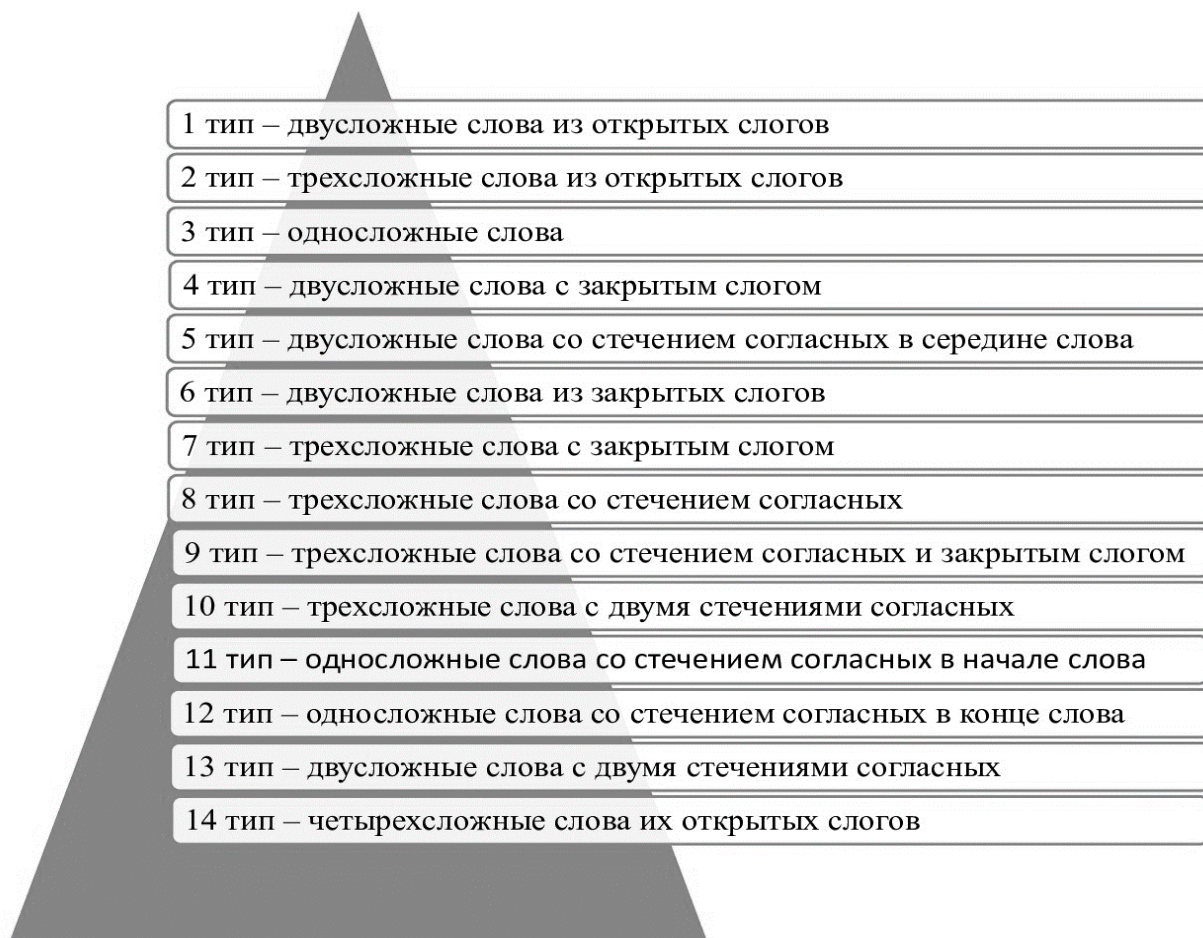 1 тип – двусложные слова из открытых слогов
2 тип – трехсложные слова из открытых слогов
3 тип – односложные слова
4 тип – двусложные слова с закрытым слогом
5 тип – двусложные слова со стечением согласных в середине слова
6 тип – двусложные слова из закрытых слогов
7 тип – трехсложные слова с закрытым слогом
8 тип – трехсложные слова со стечением согласных
9 тип – трехсложные слова со стечением согласных и закрытым слогом
10 тип – трехсложные слова с двумя стечениями согласных
11 тип – односложные слова со стечением согласных в начале слова
12 тип – односложные слова со стечением согласных в конце слова
13 тип – двусложные слова с двумя стечениями согласных
14 тип – четырехсложные слова их открытых слогов